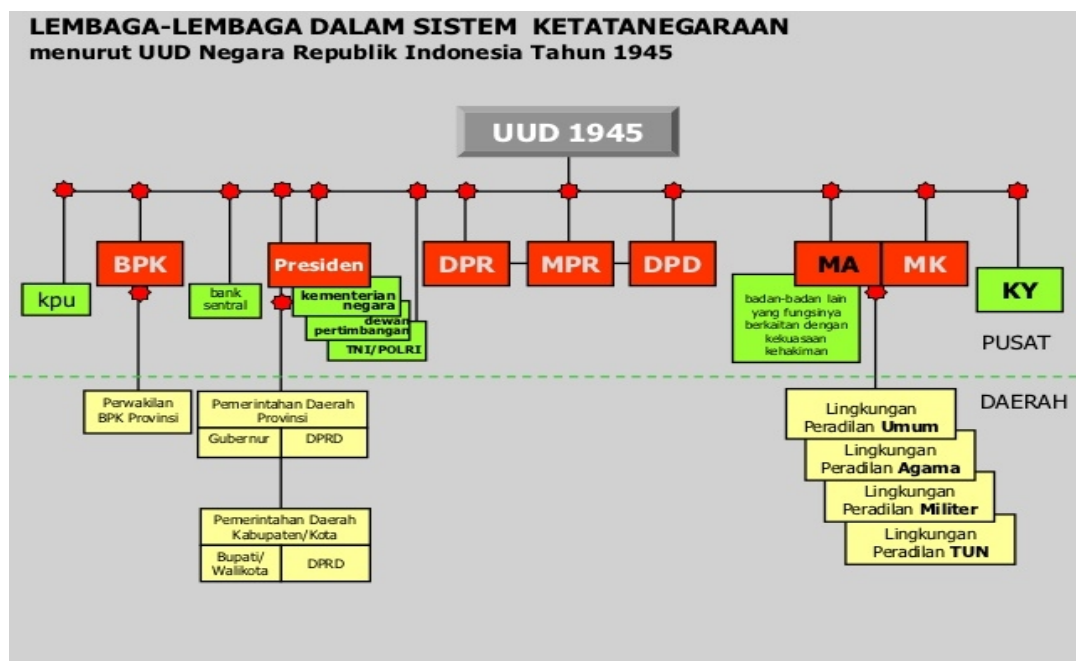 LEMBAGA-LEMBAGA DALAM SISTEM KETATANEGARAAN
menurut UUD Negara Republik Indonesia Tahun 1945
UUD 1945
kpu
BPK
bank
sentral
Presiden
kementerian
negara
dewan
pertimbangan
TNI/POLRI
DPR
MPR
DPD
MA
MK
badan-badan lain
yang fungsinya
berkaitan dengan
kekuasaan
kehakiman
KY
PUSAT
DAERAH
Perwakilan
BPK Provinsi
Pemerintahan Daerah
Provinsi
Gubernur
DPRD
Pemerintahan Daerah
Kabupaten/Kota
Bupati/
Walikota
DPRD
Lingkungan
Peradilan Umum
Lingkungan
Peradilan Agama
Lingkungan
Peradilan Militer
Lingkungan
Peradilan TUN